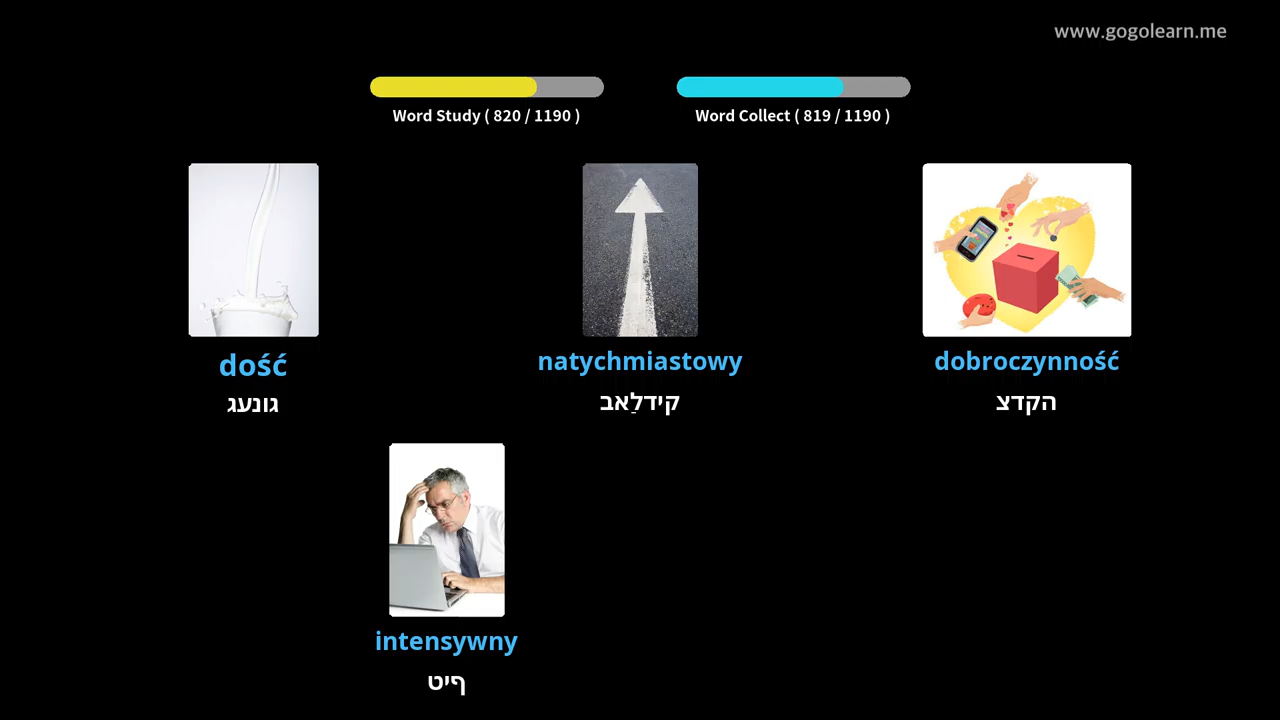 www.gogolearn.me
Word Study ( 820 / 1190 )
Word Collect ( 819 / 1190 )
dość
גונעג
natychmiastowy
קידלַאב
dobroczynność
הקדצ
intensywny
ףיט